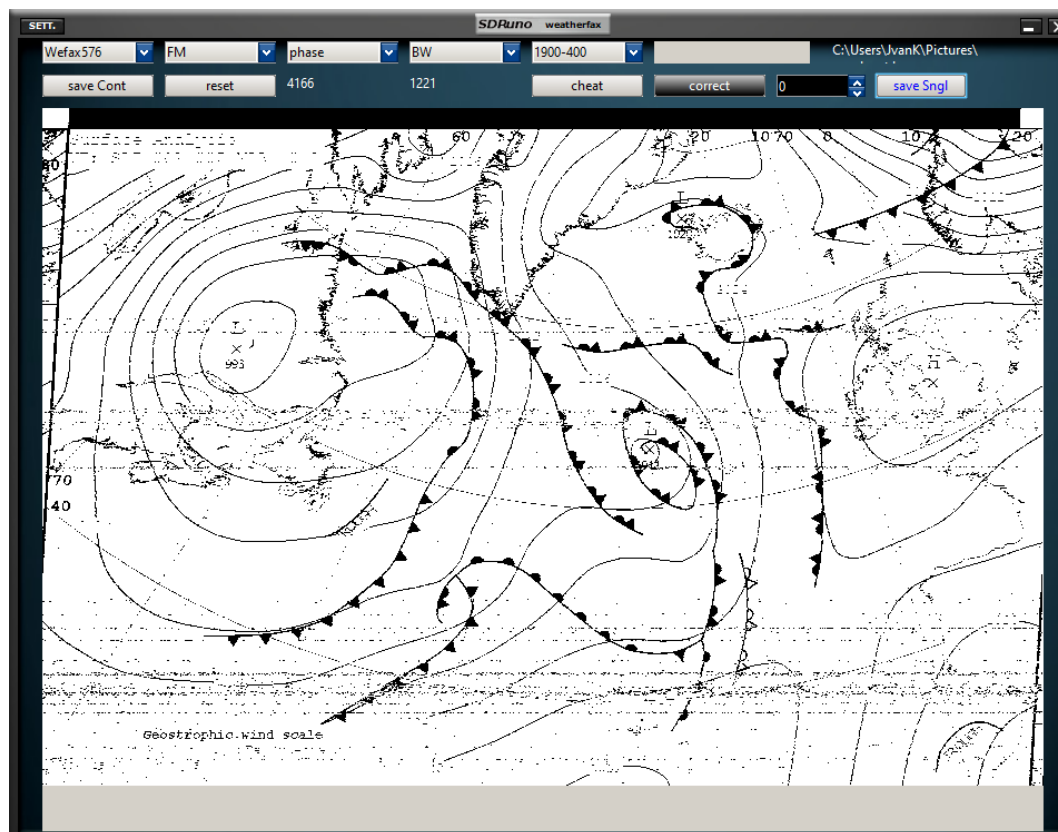 SETT.
SDRuno weatherfax
Wefax576 FM phase BW 1900-400 C:\Users\JvanK\Pictures\
save Cont reset 4166 1221 cheat correct 0 save Sngl
60 20 10 70 0 10 20
L
L
H
993
L
70
40
Geostrophic wind scale